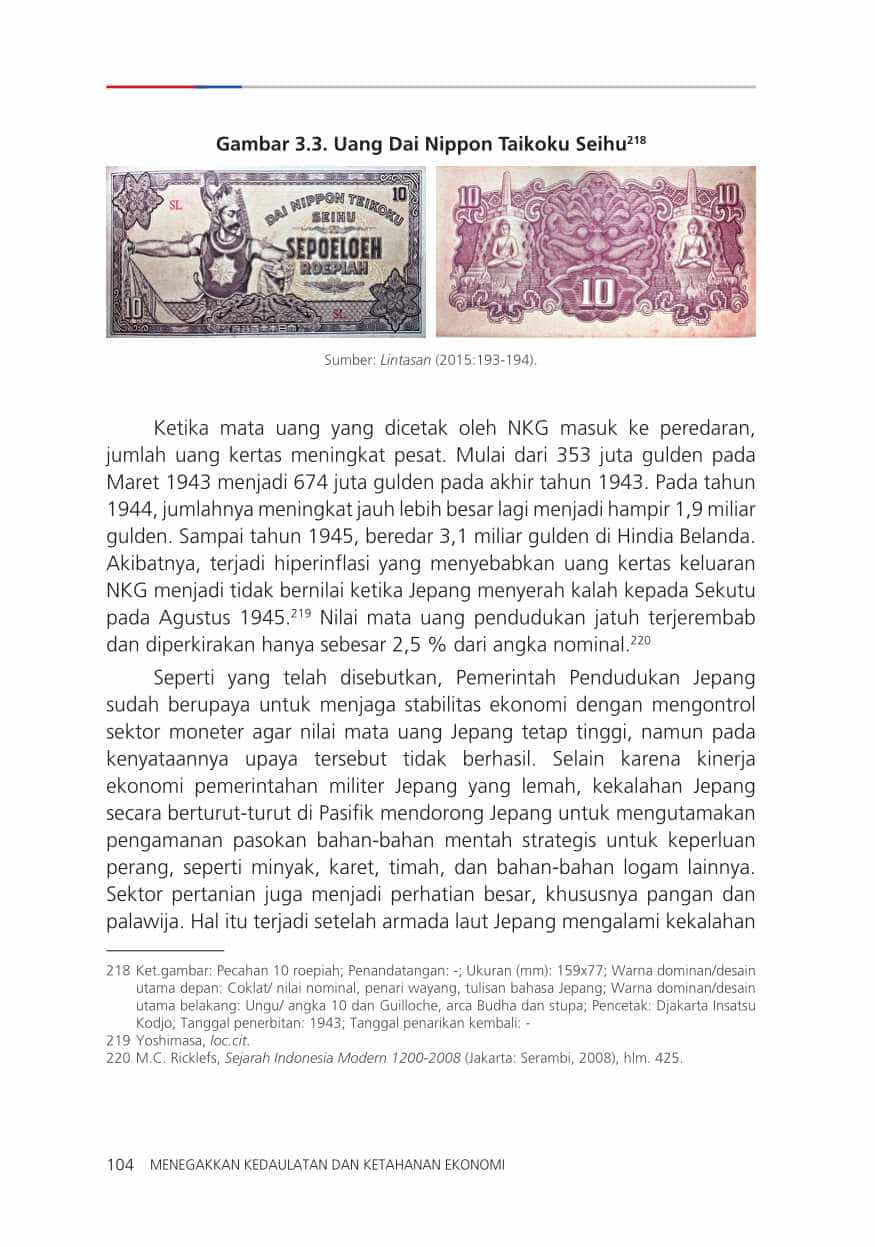 Gambar 3.3. Uang Dai Nippon Taikoku Seihu218
SL
10
DAI NIPPON TEIKOKU
SEIHU
SEPOELOEH
ROEPIAH
10
SL
10
10
10
Sumber: Lintasan (2015:193-194).
Ketika mata uang yang dicetak oleh NKG masuk ke peredaran,
jumlah uang kertas meningkat pesat. Mulai dari 353 juta gulden pada
Maret 1943 menjadi 674 juta gulden pada akhir tahun 1943. Pada tahun
1944, jumlahnya meningkat jauh lebih besar lagi menjadi hampir 1,9 miliar
gulden. Sampai tahun 1945, beredar 3,1 miliar gulden di Hindia Belanda.
Akibatnya, terjadi hiperinflasi yang menyebabkan uang kertas keluaran
NKG menjadi tidak bernilai ketika Jepang menyerah kalah kepada Sekutu
pada Agustus 1945.219 Nilai mata uang pendudukan jatuh terjerembab
dan diperkirakan hanya sebesar 2,5 % dari angka nominal.220
Seperti yang telah disebutkan, Pemerintah Pendudukan Jepang
sudah berupaya untuk menjaga stabilitas ekonomi dengan mengontrol
sektor moneter agar nilai mata uang Jepang tetap tinggi, namun pada
kenyataannya upaya tersebut tidak berhasil. Selain karena kinerja
ekonomi pemerintahan militer Jepang yang lemah, kekalahan Jepang
secara berturut-turut di Pasifik mendorong Jepang untuk mengutamakan
pengamanan pasokan bahan-bahan mentah strategis untuk keperluan
perang, seperti minyak, karet, timah, dan bahan-bahan logam lainnya.
Sektor pertanian juga menjadi perhatian besar, khususnya pangan dan
palawija. Hal itu terjadi setelah armada laut Jepang mengalami kekalahan
218 Ket.gambar: Pecahan 10 roepiah; Penandatangan: -; Ukuran (mm): 159x77; Warna dominan/desain
utama depan: Coklat/ nilai nominal, penari wayang, tulisan bahasa Jepang; Warna dominan/desain
utama belakang: Ungu/ angka 10 dan Guilloche, arca Budha dan stupa; Pencetak: Djakarta Insatsu
Kodjo; Tanggal penerbitan: 1943; Tanggal penarikan kembali: -
219 Yoshimasa, loc.cit.
220 M.C. Ricklefs, Sejarah Indonesia Modern 1200-2008 (Jakarta: Serambi, 2008), hlm. 425.
104 MENEGAKKAN KEDAULATAN DAN KETAHANAN EKONOMI